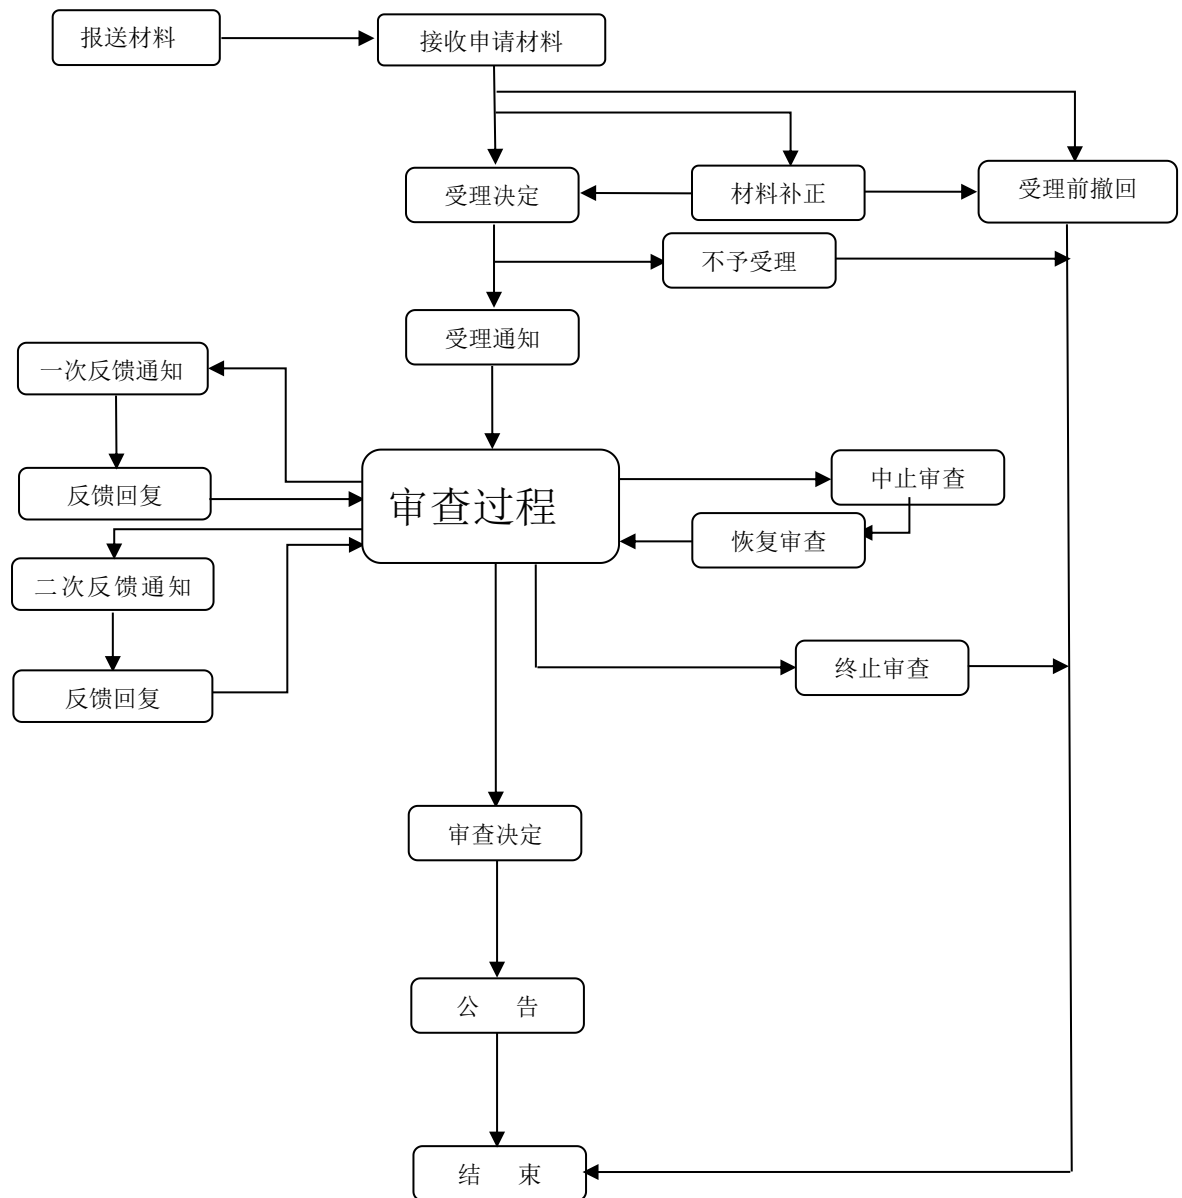 报送材料
接收申请材料
受理决定
材料补正
受理前撤回
不予受理
受理通知
一次反馈通知
反馈回复
审查过程
中止审查
恢复审查
二次反馈通知
反馈回复
终止审查
审查决定
公 告
结 束